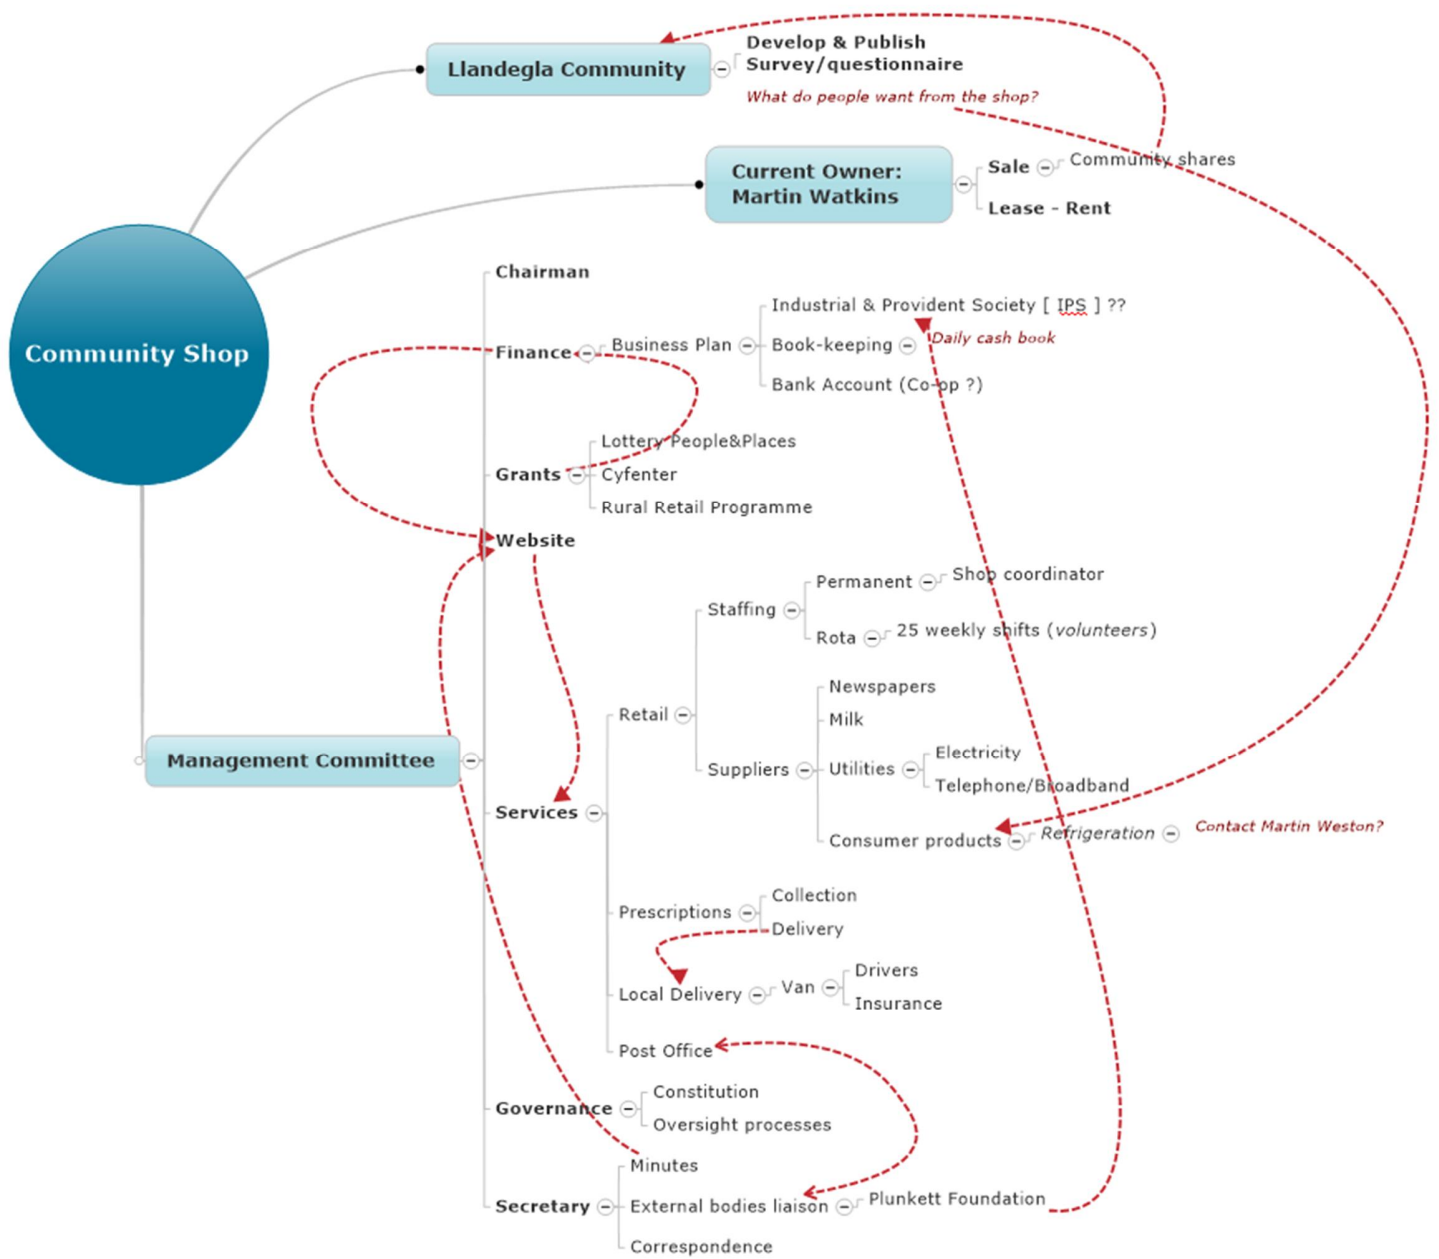 Llandegla Community
Develop & Publish
Survey/questionnaire
What do people want from the shop?
Current Owner:
Martin Watkins
Sale
Community shares
Lease - Rent
Community Shop
Management Committee
Chairman
Finance
Business Plan
Industrial & Provident Society [ IPS ] ??
Book-keeping
Daily cash book
Bank Account (Co-op ?)
Grants
Lottery People&Places
Cyfenter
Rural Retail Programme
Website
Services
Retail
Staffing
Permanent
Shop coordinator
Rota
25 weekly shifts (volunteers)
Suppliers
Newspapers
Milk
Utilities
Electricity
Telephone/Broadband
Consumer products
Refrigeration
Contact Martin Weston?
Prescriptions
Collection
Delivery
Local Delivery
Van
Drivers
Insurance
Post Office
Governance
Constitution
Oversight processes
Secretary
Minutes
External bodies liaison
Plunkett Foundation
Correspondence